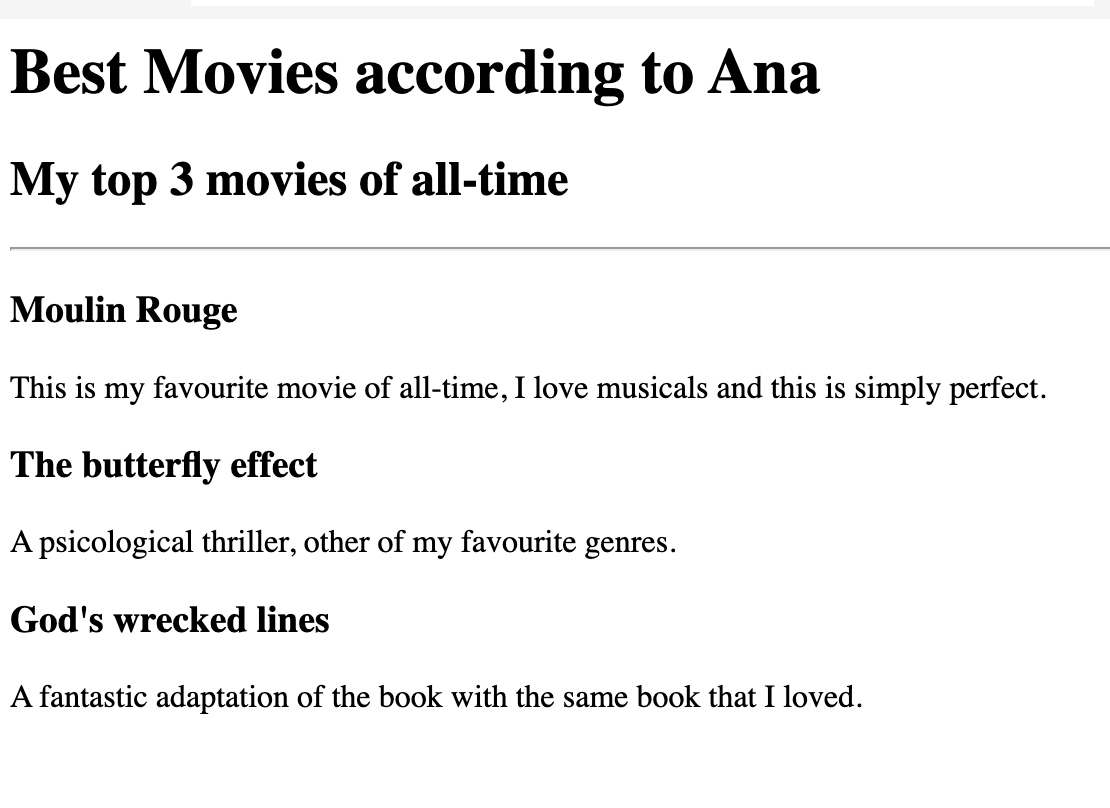 Best Movies according to Ana
My top 3 movies of all-time
Moulin Rouge
This is my favourite movie of all-time, I love musicals and this is simply perfect.
The butterfly effect
A psicological thriller, other of my favourite genres.
God's wrecked lines
A fantastic adaptation of the book with the same book that I loved.